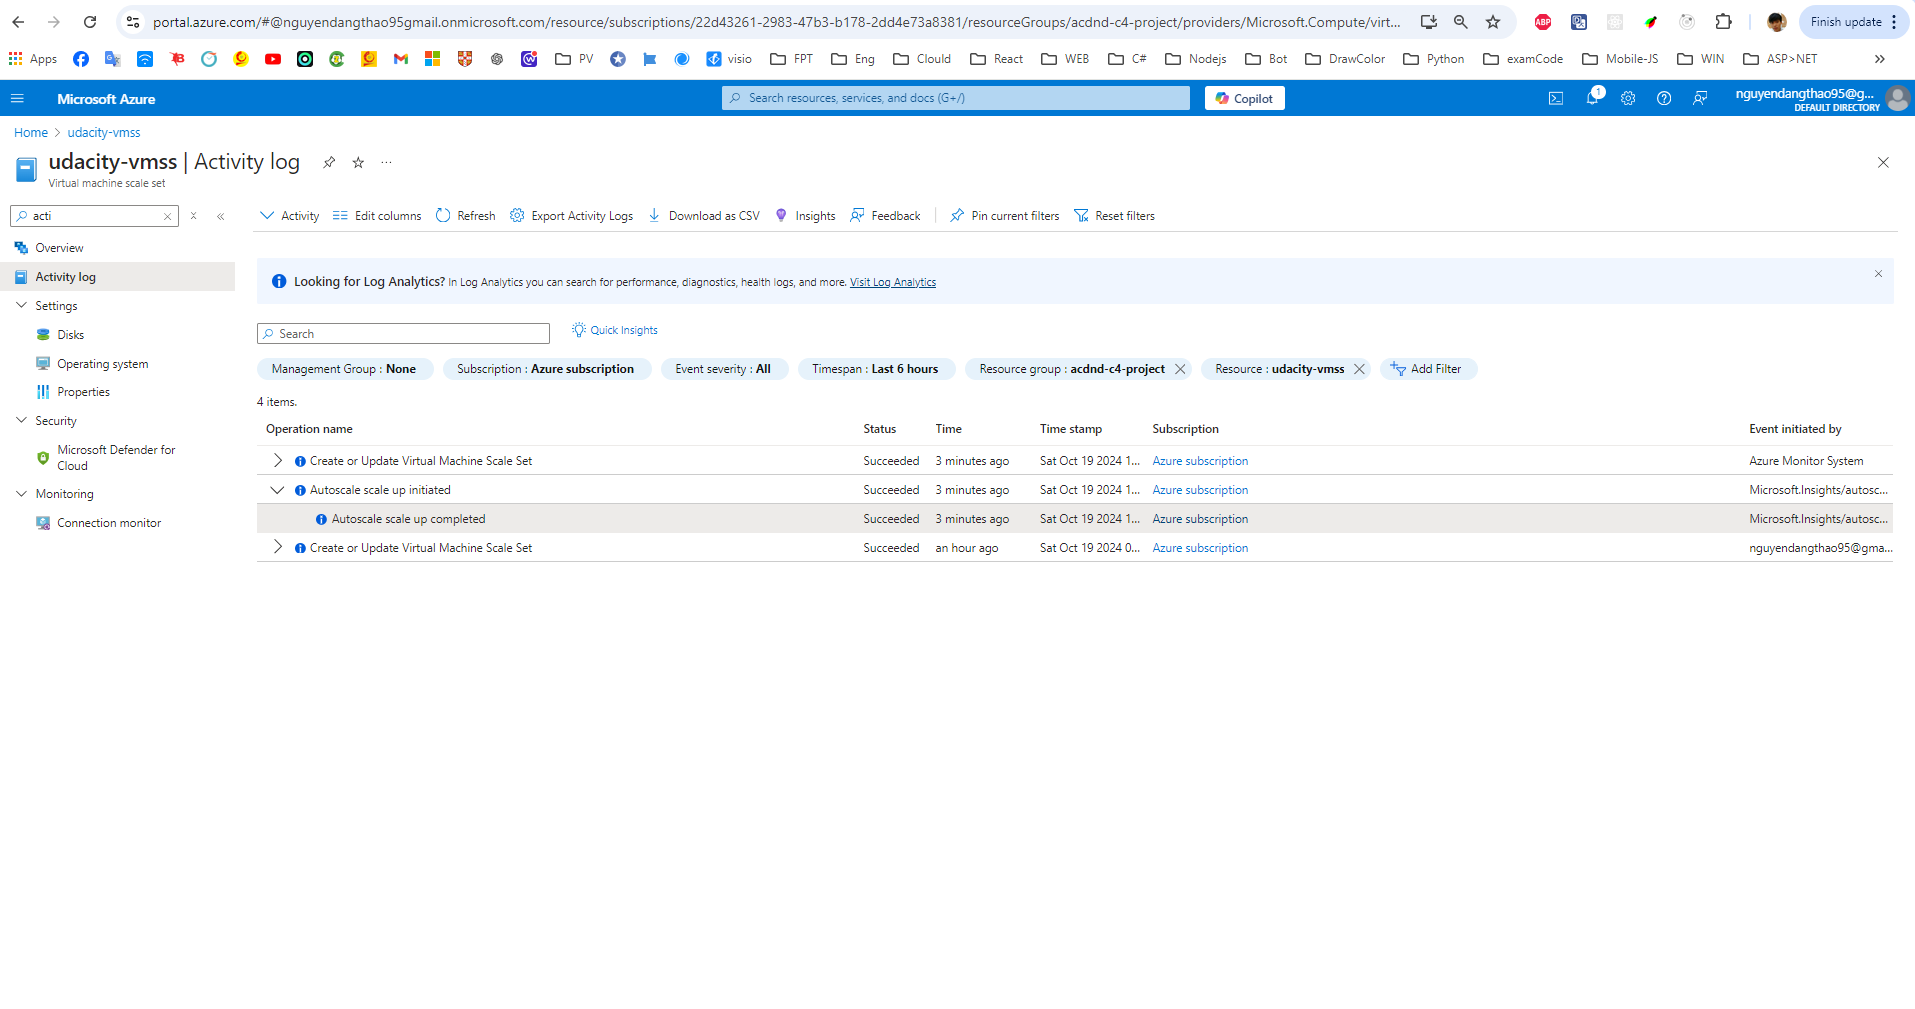 portal.azure.com/#@nguyendangthao95gmail.onmicrosoft.com/resource/subscriptions/22d43261-2983-47b3-b178-2dd4e73a8381/resourceGroups/acdnd-c4-project/providers/Microsoft.Compute/virt... ABP Finish update
Apps PV visio FPT Eng Clould React WEB C# Nodejs Bot DrawColor Python examCode Mobile-JS WIN ASP>NET
Microsoft Azure Search resources, services, and docs (G+/) Copilot 1 nguyendangthao95@g...
DEFAULT DIRECTORY
Home > udacity-vmss
udacity-vmss | Activity log ...
Virtual machine scale set
acti
Activity Edit columns Refresh Export Activity Logs Download as CSV Insights Feedback Pin current filters Reset filters
Overview
Activity log
Settings
Disks
Operating system
Properties
Security
Microsoft Defender for
Cloud
Monitoring
Connection monitor
Looking for Log Analytics? In Log Analytics you can search for performance, diagnostics, health logs, and more. Visit Log Analytics
Search Quick Insights
Management Group : None Subscription : Azure subscription Event severity : All Timespan : Last 6 hours Resource group : acdnd-c4-project Resource : udacity-vmss Add Filter
4 items.
Operation name Status Time Time stamp Subscription Event initiated by
Create or Update Virtual Machine Scale Set Succeeded 3 minutes ago Sat Oct 19 2024 1... Azure subscription Azure Monitor System
Autoscale scale up initiated Succeeded 3 minutes ago Sat Oct 19 2024 1... Azure subscription Microsoft.Insights/autosc...
Autoscale scale up completed Succeeded 3 minutes ago Sat Oct 19 2024 1... Azure subscription Microsoft.Insights/autosc...
Create or Update Virtual Machine Scale Set Succeeded an hour ago Sat Oct 19 2024 0... Azure subscription nguyendangthao95@gma...